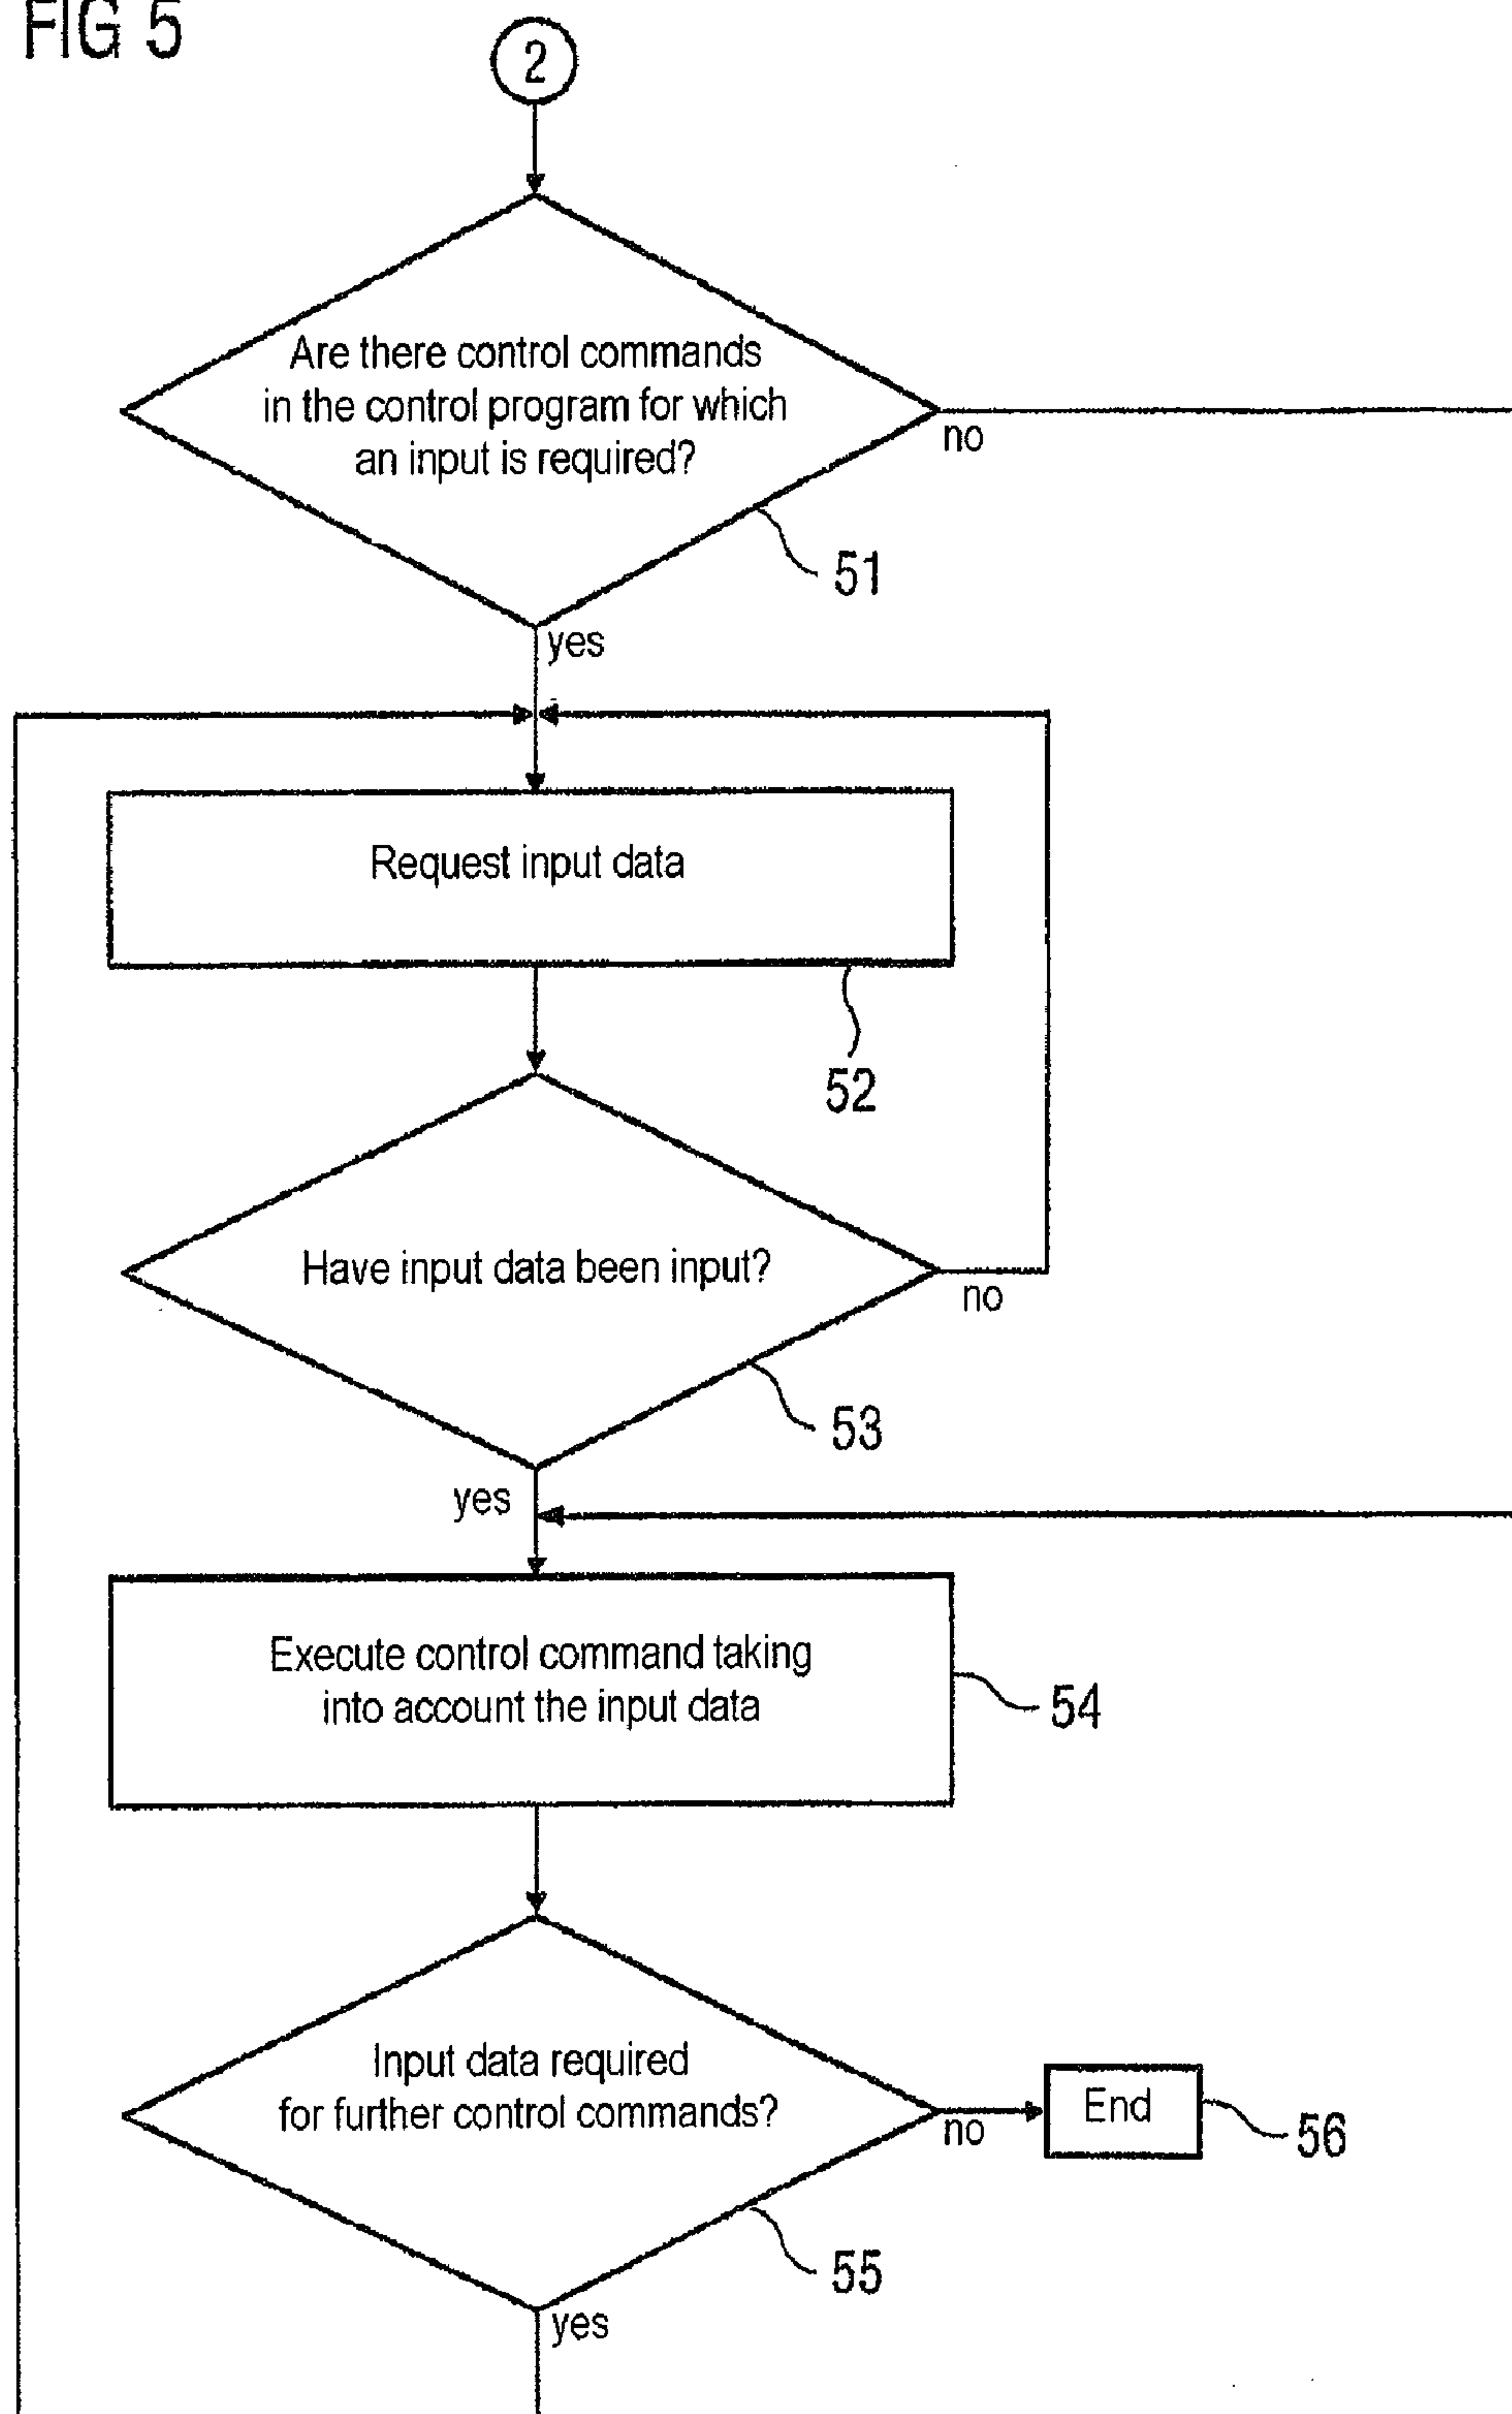 FIG 5
2
Are there control commands
in the control program for which
an input is required?
no
51
yes
Request input data
52
Have input data been input?
no
53
yes
Execute control command taking
into account the input data
54
Input data required
for further control commands?
no
End
56
55
yes